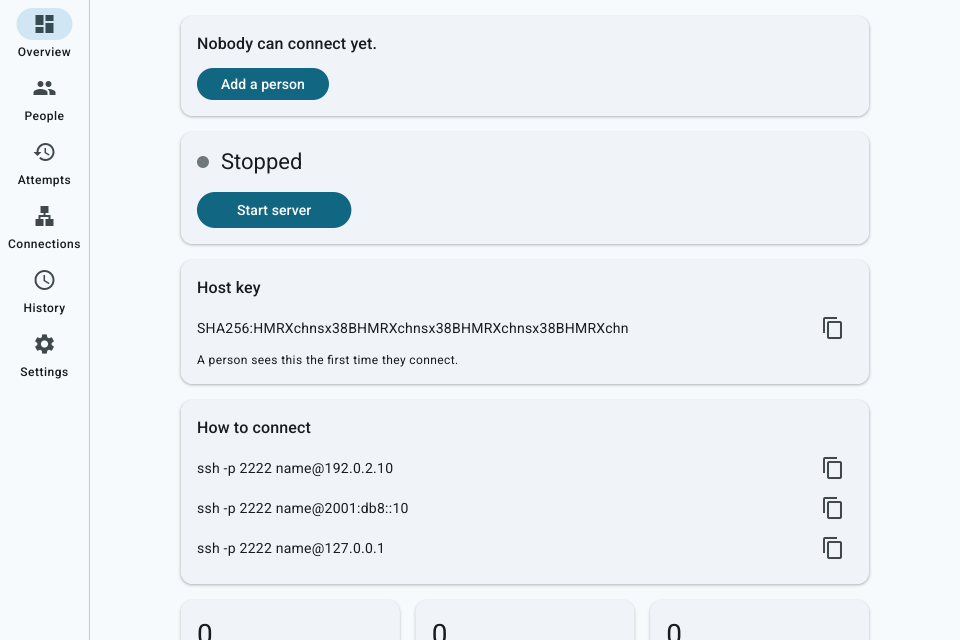 Overview
People
Attempts
Connections
History
Settings
Nobody can connect yet.
Add a person
Stopped
Start server
Host key
SHA256:HMRXchnsx38BHMRXchnsx38BHMRXchnsx38BHMRXchn
A person sees this the first time they connect.
How to connect
ssh -p 2222 name@192.0.2.10
ssh -p 2222 name@2001:db8::10
ssh -p 2222 name@127.0.0.1
0 0 0